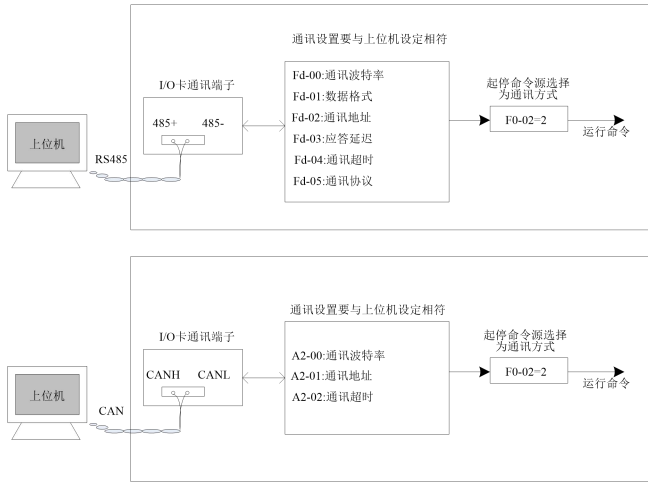 通讯设置要与上位机设定相符
I/O卡通讯端子
485+ 485-
上位机
RS485
Fd-00:通讯波特率
Fd-01:数据格式
Fd-02:通讯地址
Fd-03:应答延迟
Fd-04:通讯超时
Fd-05:通讯协议
起停命令源选择
为通讯方式
F0-02=2
运行命令
通讯设置要与上位机设定相符
I/O卡通讯端子
CANH CANL
上位机
CAN
A2-00:通讯波特率
A2-01:通讯地址
A2-02:通讯超时
起停命令源选择
为通讯方式
F0-02=2
运行命令